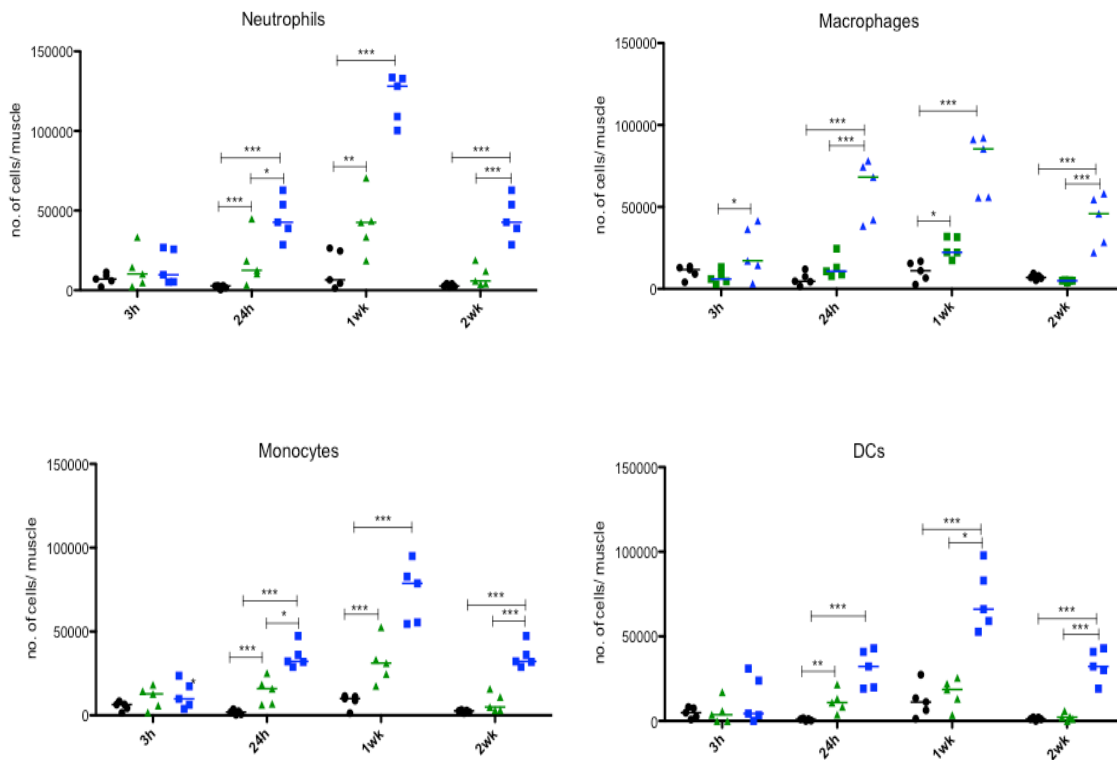 Neutrophils
150000
100000
50000
0
no. of cells/ muscle
***
**
***
*
***
***
***
3h
24h
1wk
2wk
Macrophages
150000
100000
50000
0
no. of cells/ muscle
*
***
***
***
*
***
***
3h
24h
1wk
2wk
Monocytes
150000
100000
50000
0
no. of cells/ muscle
*
***
*
***
***
***
***
***
3h
24h
1wk
2wk
DCs
150000
100000
50000
0
no. of cells/ muscle
***
**
***
*
***
***
3h
24h
1wk
2wk